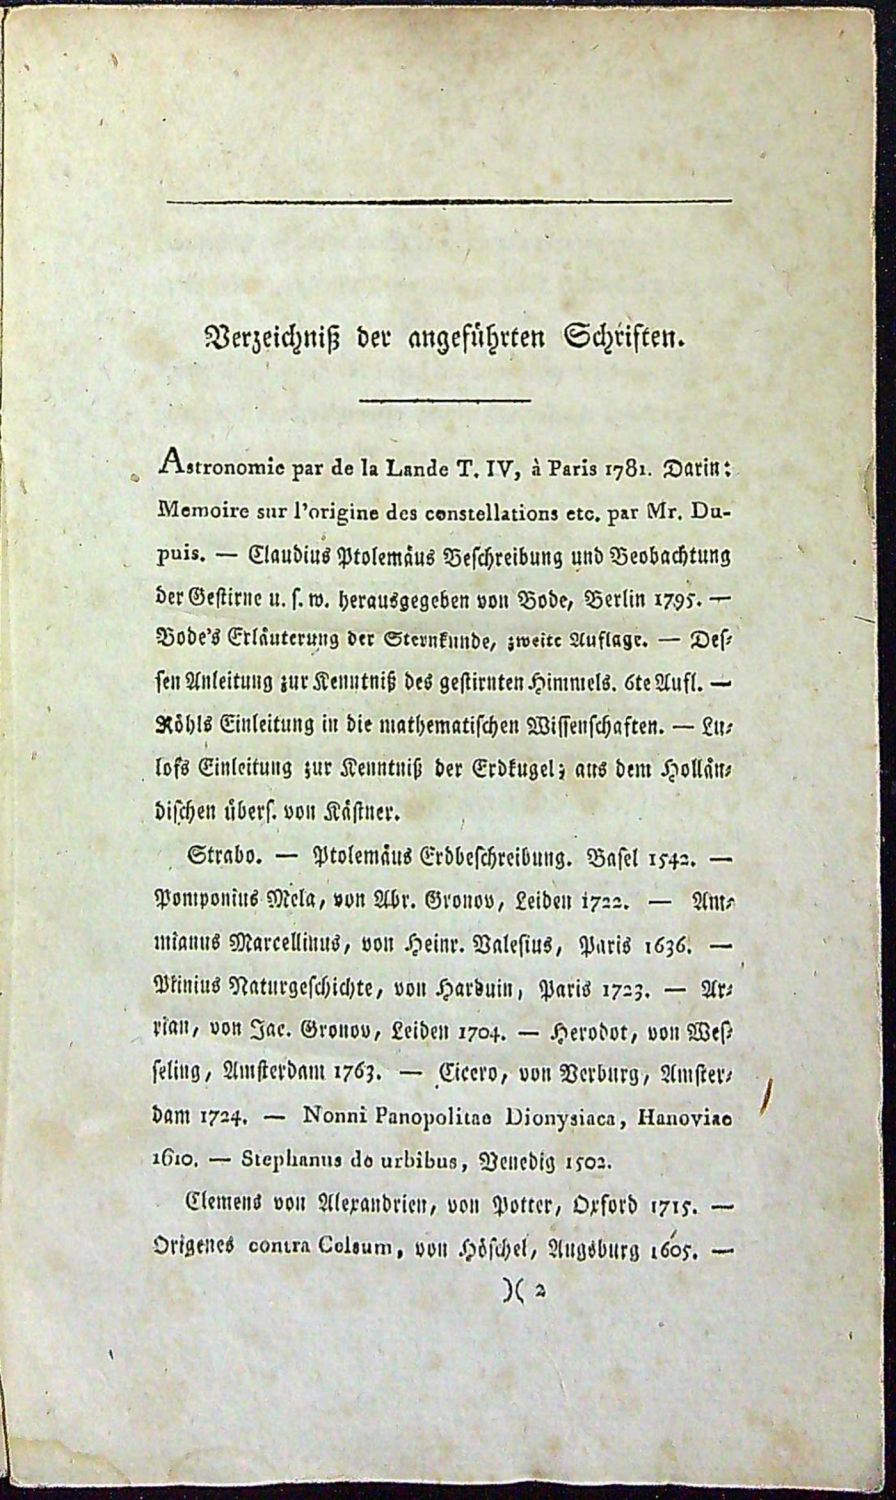 Verzeichniß der angeführten Schriften.
Astronomie par de la Lande T. IV, à Paris 1781. Darin:
Memoire sur l'origine des constellations etc. par Mr. Du-
puis. — Claudius Ptolemäus Beschreibung und Beobachtung
der Gestirne u. s. w. herausgegeben von Bode, Berlin 1795. —
Bode's Erläuterung der Sternkunde, zweite Auflage. — Des-
sen Anleitung zur Kenntniß des gestirnten Himmels. 6te Aufl. —
Röhls Einleitung in die mathematischen Wissenschaften. — Lu-
lofs Einleitung zur Kenntniß der Erdkugel; aus dem Hollän-
dischen übers. von Kästner.
Strabo. — Ptolemäus Erdbeschreibung. Basel 1542. —
Pomponius Mela, von Abr. Gronov, Leiden 1722. — Am-
mianus Marcellinus, von Heinr. Valesius, Paris 1636. —
Plinius Naturgeschichte, von Harduin, Paris 1723. — Ar-
rian, von Jac. Gronov, Leiden 1704. — Herodot, von Wes-
seling, Amsterdam 1763. — Cicero, von Verburg, Amster-
dam 1724. — Nonni Panopolitae Dionysiaca, Hanoviae
1610. — Stephanus de urbibus, Venedig 1502.
Clemens von Alexandrien, von Potter, Oxford 1715. —
Origenes contra Celsum, von Höschel, Augsburg 1605. —
)( 2